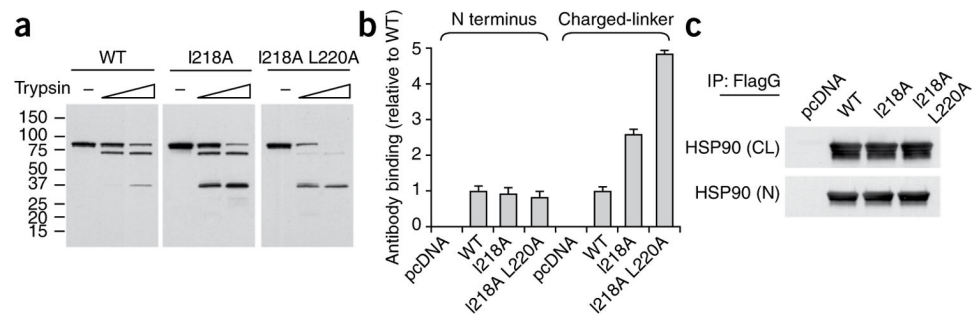 a
WT
I218A
I218A L220A
Trypsin
–
–
–
150
100
75
50
37
25
20
15
b
N terminus
Charged-linker
Antibody binding (relative to WT)
5
4
3
2
1
0
pcDNA
WT
I218A
I218A L220A
pcDNA
WT
I218A
I218A L220A
c
IP: FlagG
pcDNA
WT
I218A
I218A
L220A
HSP90 (CL)
HSP90 (N)